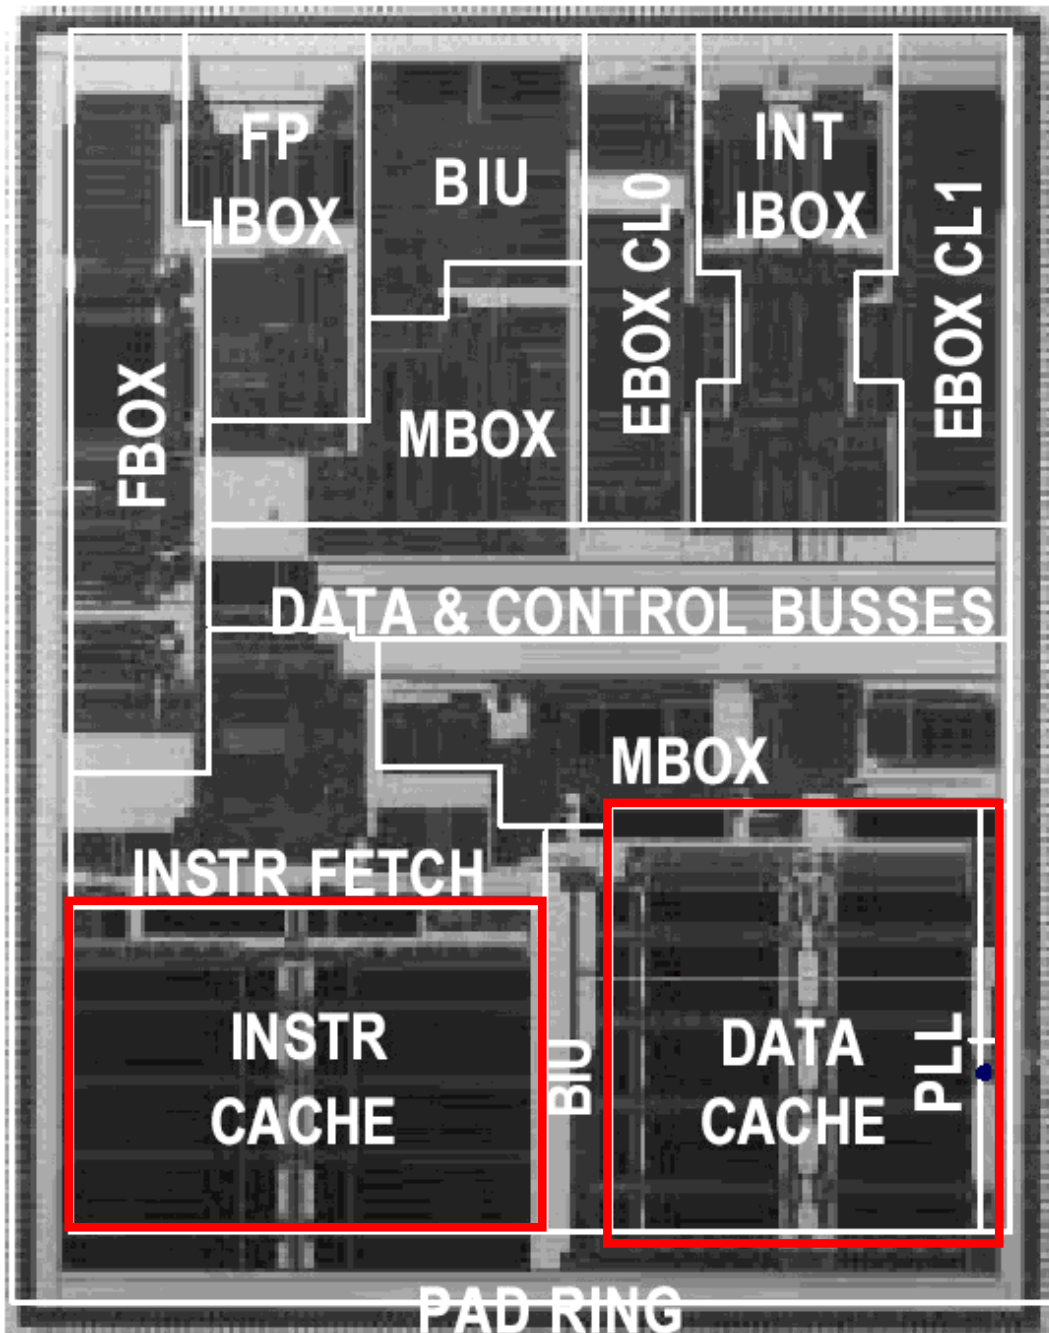 FP
IBOX
BIU
INT
IBOX
EBOX CL0
EBOX CL1
FBOX
MBOX
DATA & CONTROL BUSSES
MBOX
INSTR FETCH
INSTR
CACHE
BIU
DATA
CACHE
PLL
PAD RING